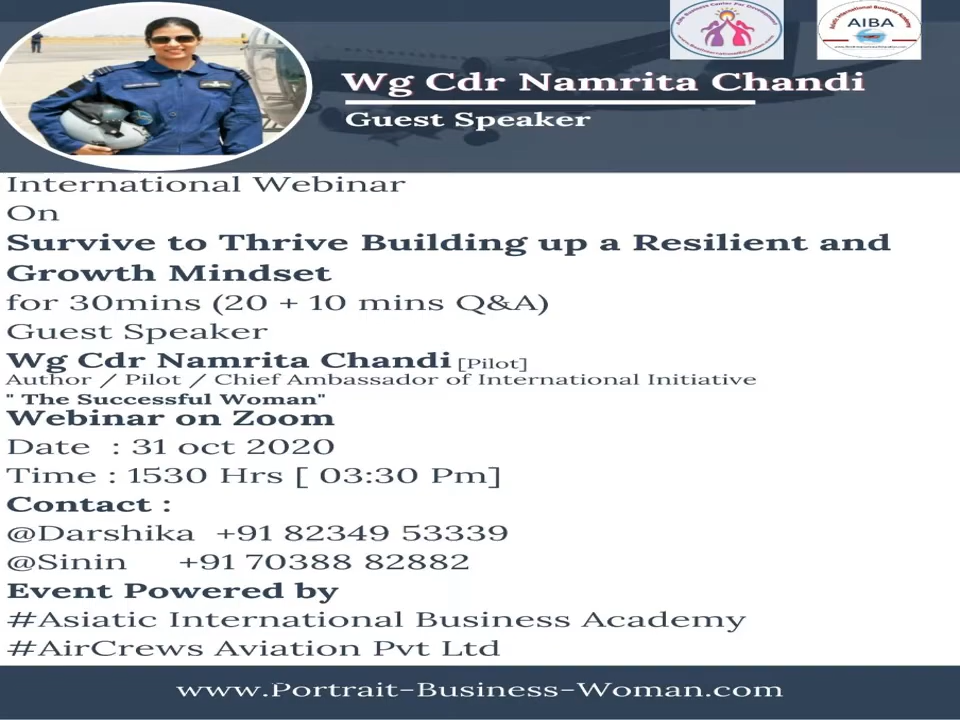 AIBA
Wg Cdr Namrita Chandi
Guest Speaker
International Webinar
On
Survive to Thrive Building up a Resilient and
Growth Mindset
for 30mins (20 + 10 mins Q&A)
Guest Speaker
Wg Cdr Namrita Chandi [Pilot]
Author / Pilot / Chief Ambassador of International Initiative
" The Successful Woman"
Webinar on Zoom
Date : 31 oct 2020
Time : 1530 Hrs [ 03:30 Pm]
Contact :
@Darshika +91 82349 53339
@Sinin +91 70388 82882
Event Powered by
#Asiatic International Business Academy
#AirCrews Aviation Pvt Ltd
www.Portrait-Business-Woman.com